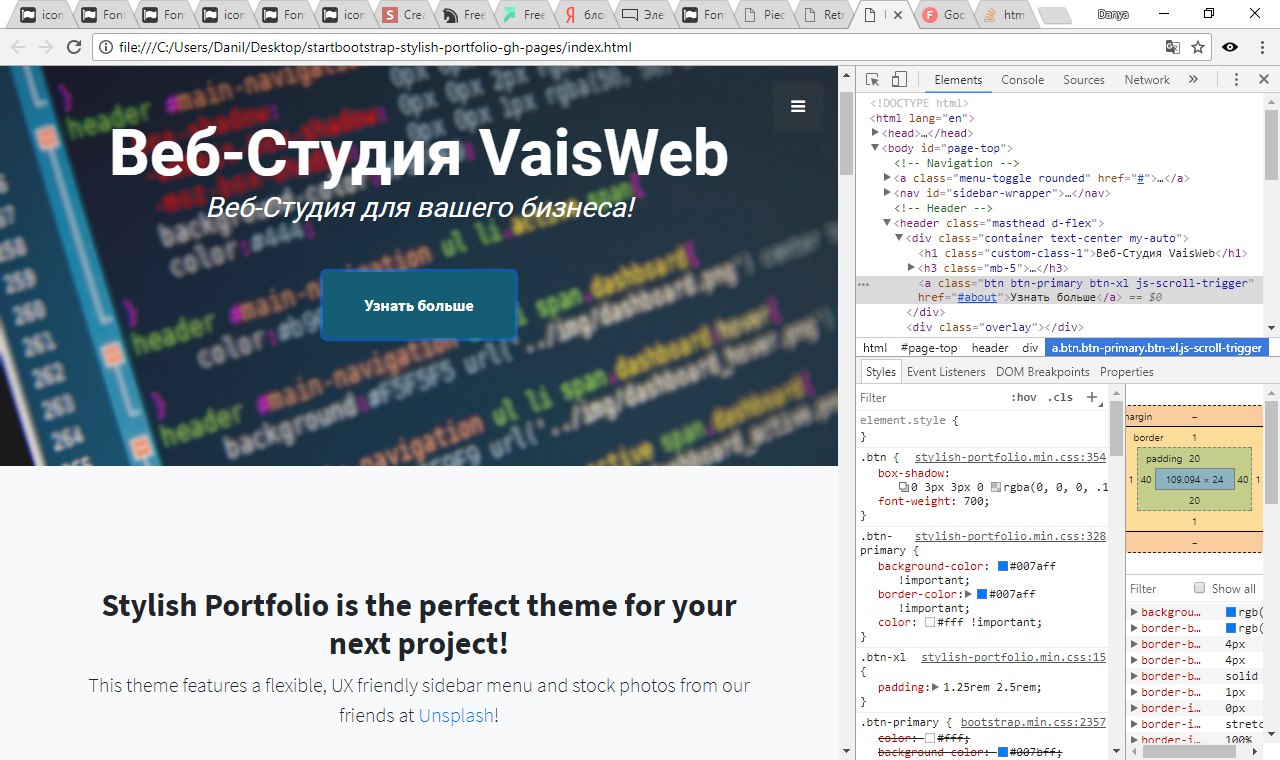 icon
Fon
Fon
icon
Fon
icon
Crea
Free
Free
бло
Эле
Fon
Piec
Retr
Goc
htm
Danya
file:///C:/Users/Danil/Desktop/startbootstrap-stylish-portfolio-gh-pages/index.html
Веб-Студия VaisWeb
Веб-Студия для вашего бизнеса!
Узнать больше
Stylish Portfolio is the perfect theme for your
next project!
This theme features a flexible, UX friendly sidebar menu and stock photos from our
friends at Unsplash!
Elements Console Sources Network »
<!DOCTYPE html>
<html lang="en">
<head>…</head>
<body id="page-top">
<!-- Navigation -->
<a class="menu-toggle rounded" href="#">…</a>
<nav id="sidebar-wrapper">…</nav>
<!-- Header -->
<header class="masthead d-flex">
<div class="container text-center my-auto">
<h1 class="custom-class-1">Веб-Студия VaisWeb</h1>
<h3 class="mb-5">…</h3>
<a class="btn btn-primary btn-xl js-scroll-trigger"
href="#about">Узнать больше</a> == $0
</div>
<div class="overlay"></div>
html #page-top header div a.btn.btn-primary.btn-xl.js-scroll-trigger
Styles Event Listeners DOM Breakpoints Properties
Filter :hov .cls +
element.style {
}
.btn { stylish-portfolio.min.css:354
box-shadow:
0 3px 3px 0 rgba(0, 0, 0, .1
font-weight: 700;
}
.btn- stylish-portfolio.min.css:328
primary {
background-color: #007aff
!important;
border-color: #007aff
!important;
color: #fff !important;
}
.btn-xl stylish-portfolio.min.css:15
{
padding: 1.25rem 2.5rem;
}
.btn-primary { bootstrap.min.css:2357
color: #fff;
background-color: #007bff;
margin –
border 1
padding 20
1 40 109.094 × 24 40 1
20
1
–
Filter Show all
backgrou… rgb(
border-b… rgb(
border-b… 4px
border-b… 4px
border-b… solid
border-b… 1px
border-i… 0px
border-i… stretc
border-i… 100%